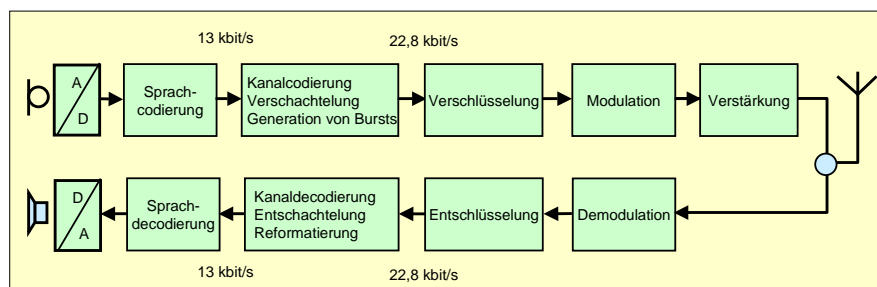 13 kbit/s
22,8 kbit/s
A
D
Sprach-
codierung
Kanalcodierung
Verschachtelung
Generation von Bursts
Verschlüsselung
Modulation
Verstärkung
D
A
Sprach-
decodierung
Kanaldecodierung
Entschachtelung
Reformatierung
Entschlüsselung
Demodulation
13 kbit/s
22,8 kbit/s